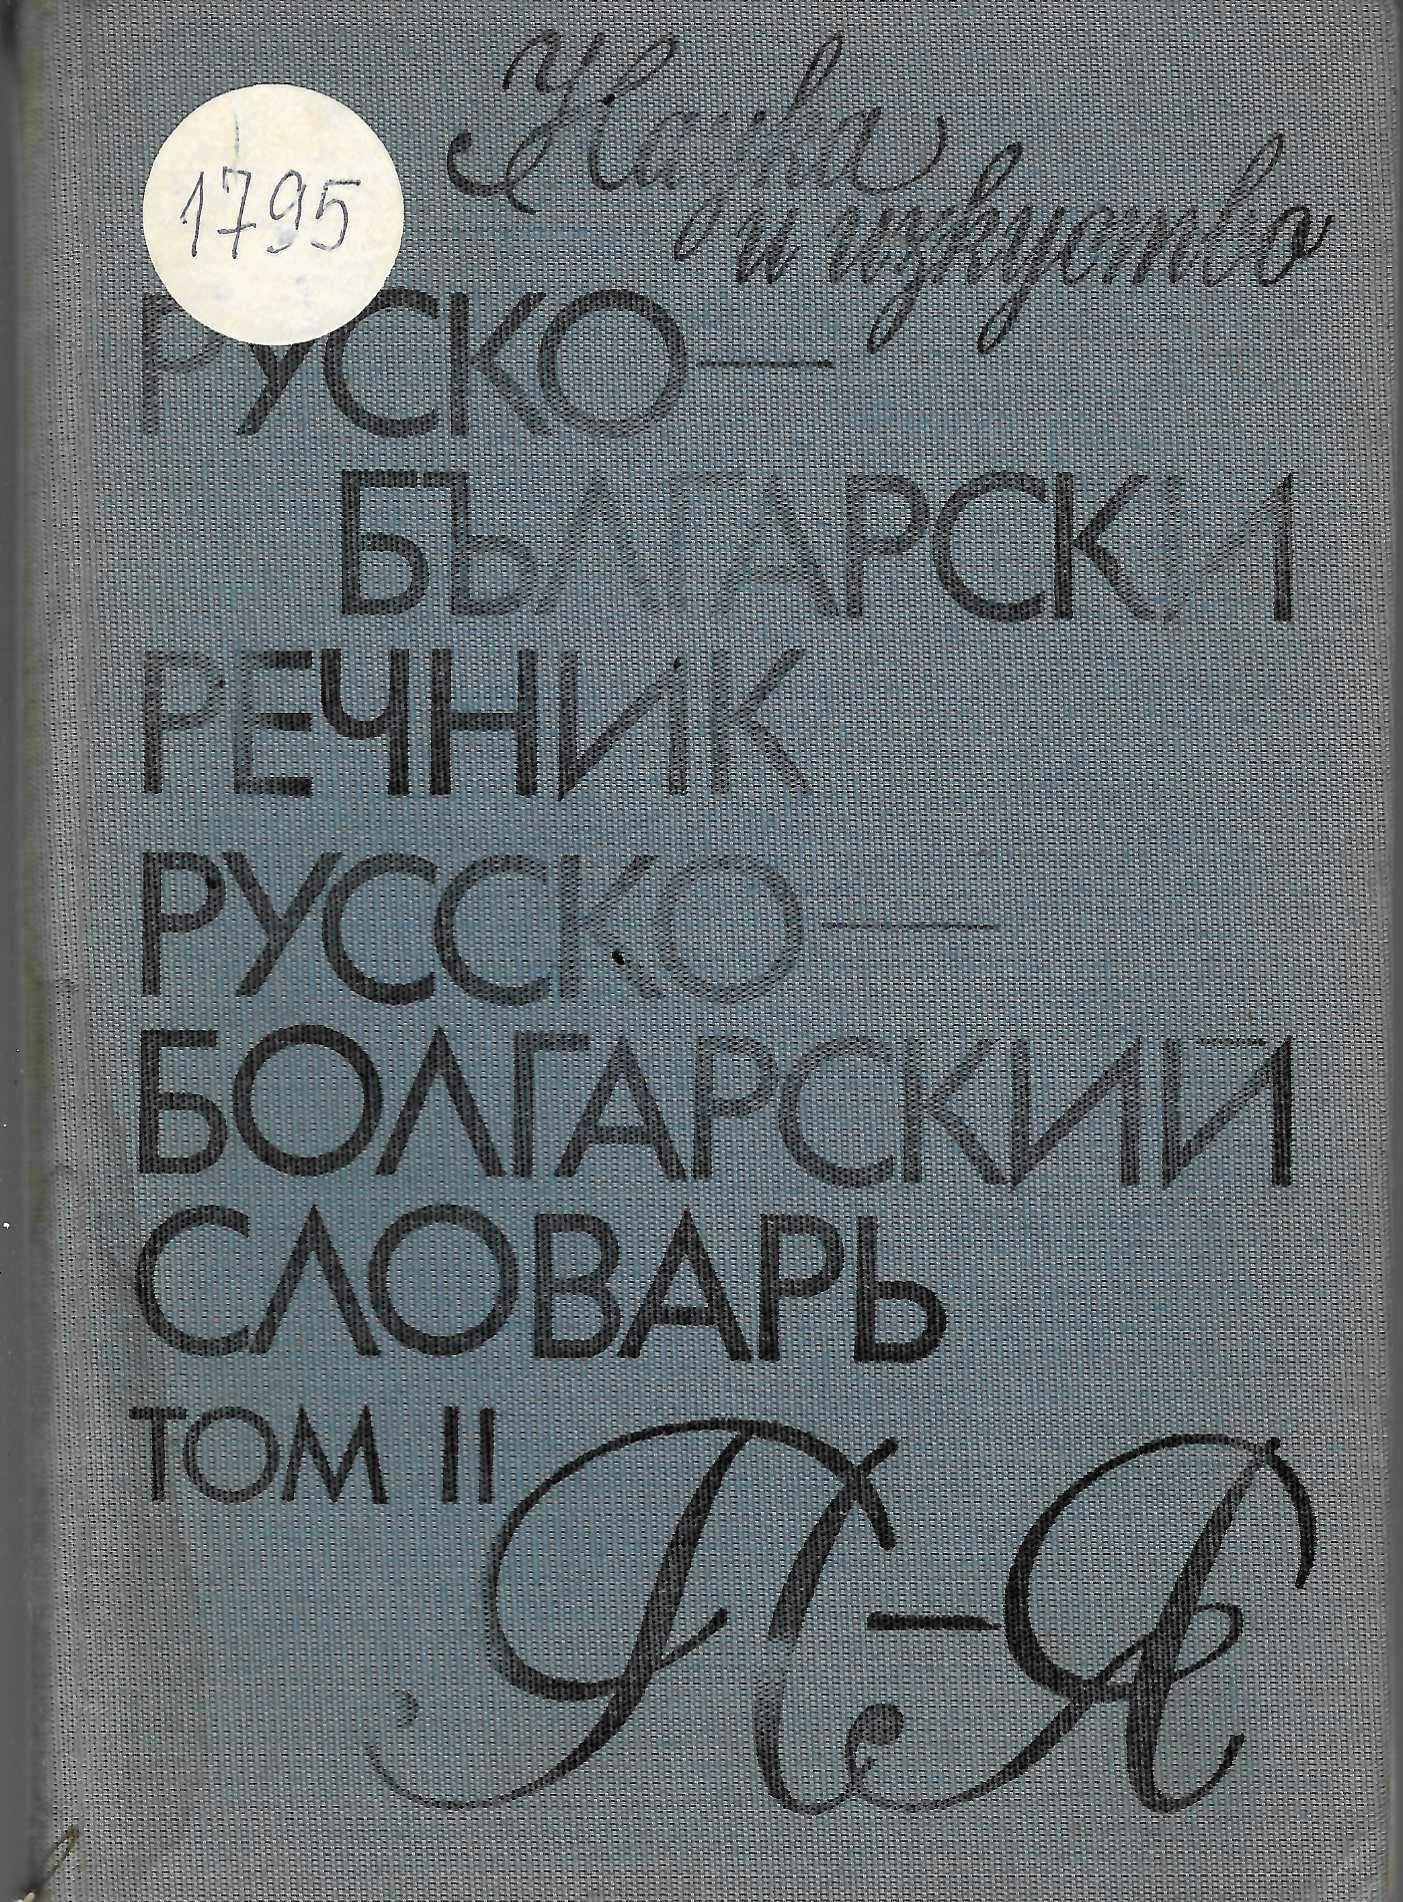 1795
Наука
и изкуство
РУСКО—
БЪЛГАРСКИ
РЕЧНИК
РУССКО—
БОЛГАРСКИЙ
СЛОВАРЬ
ТОМ II П—Я